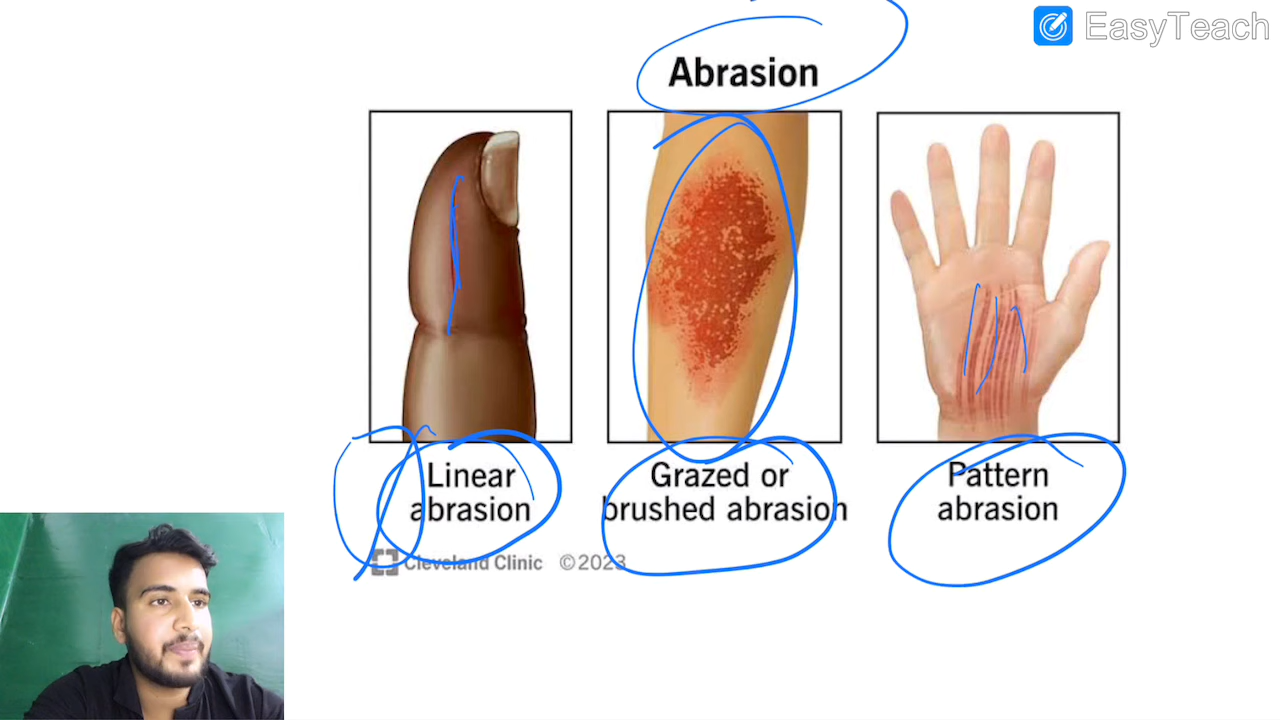 EasyTeach
Abrasion
Linear
abrasion
Grazed or
brushed abrasion
Pattern
abrasion
Cleveland Clinic ©2023